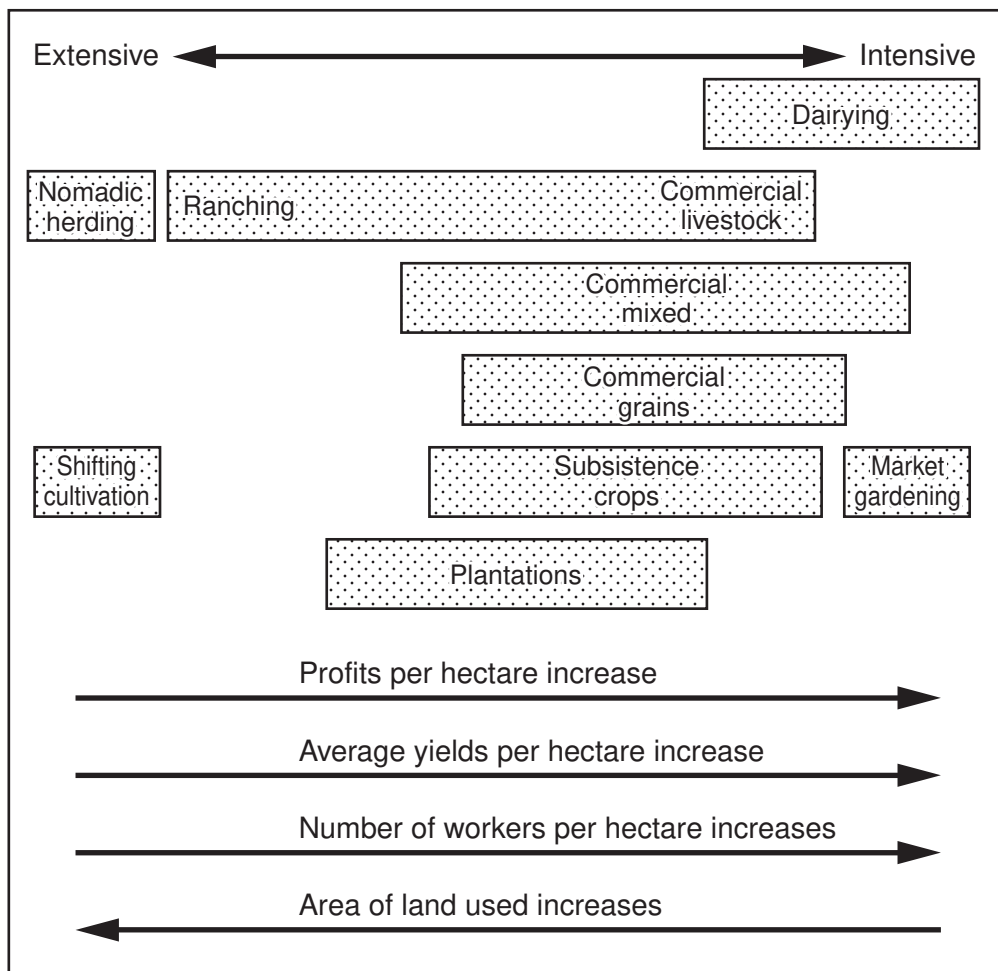 Extensive
Intensive
Dairying
Nomadic
herding
Ranching
Commercial
livestock
Commercial
mixed
Commercial
grains
Shifting
cultivation
Subsistence
crops
Market
gardening
Plantations
Profits per hectare increase
Average yields per hectare increase
Number of workers per hectare increases
Area of land used increases